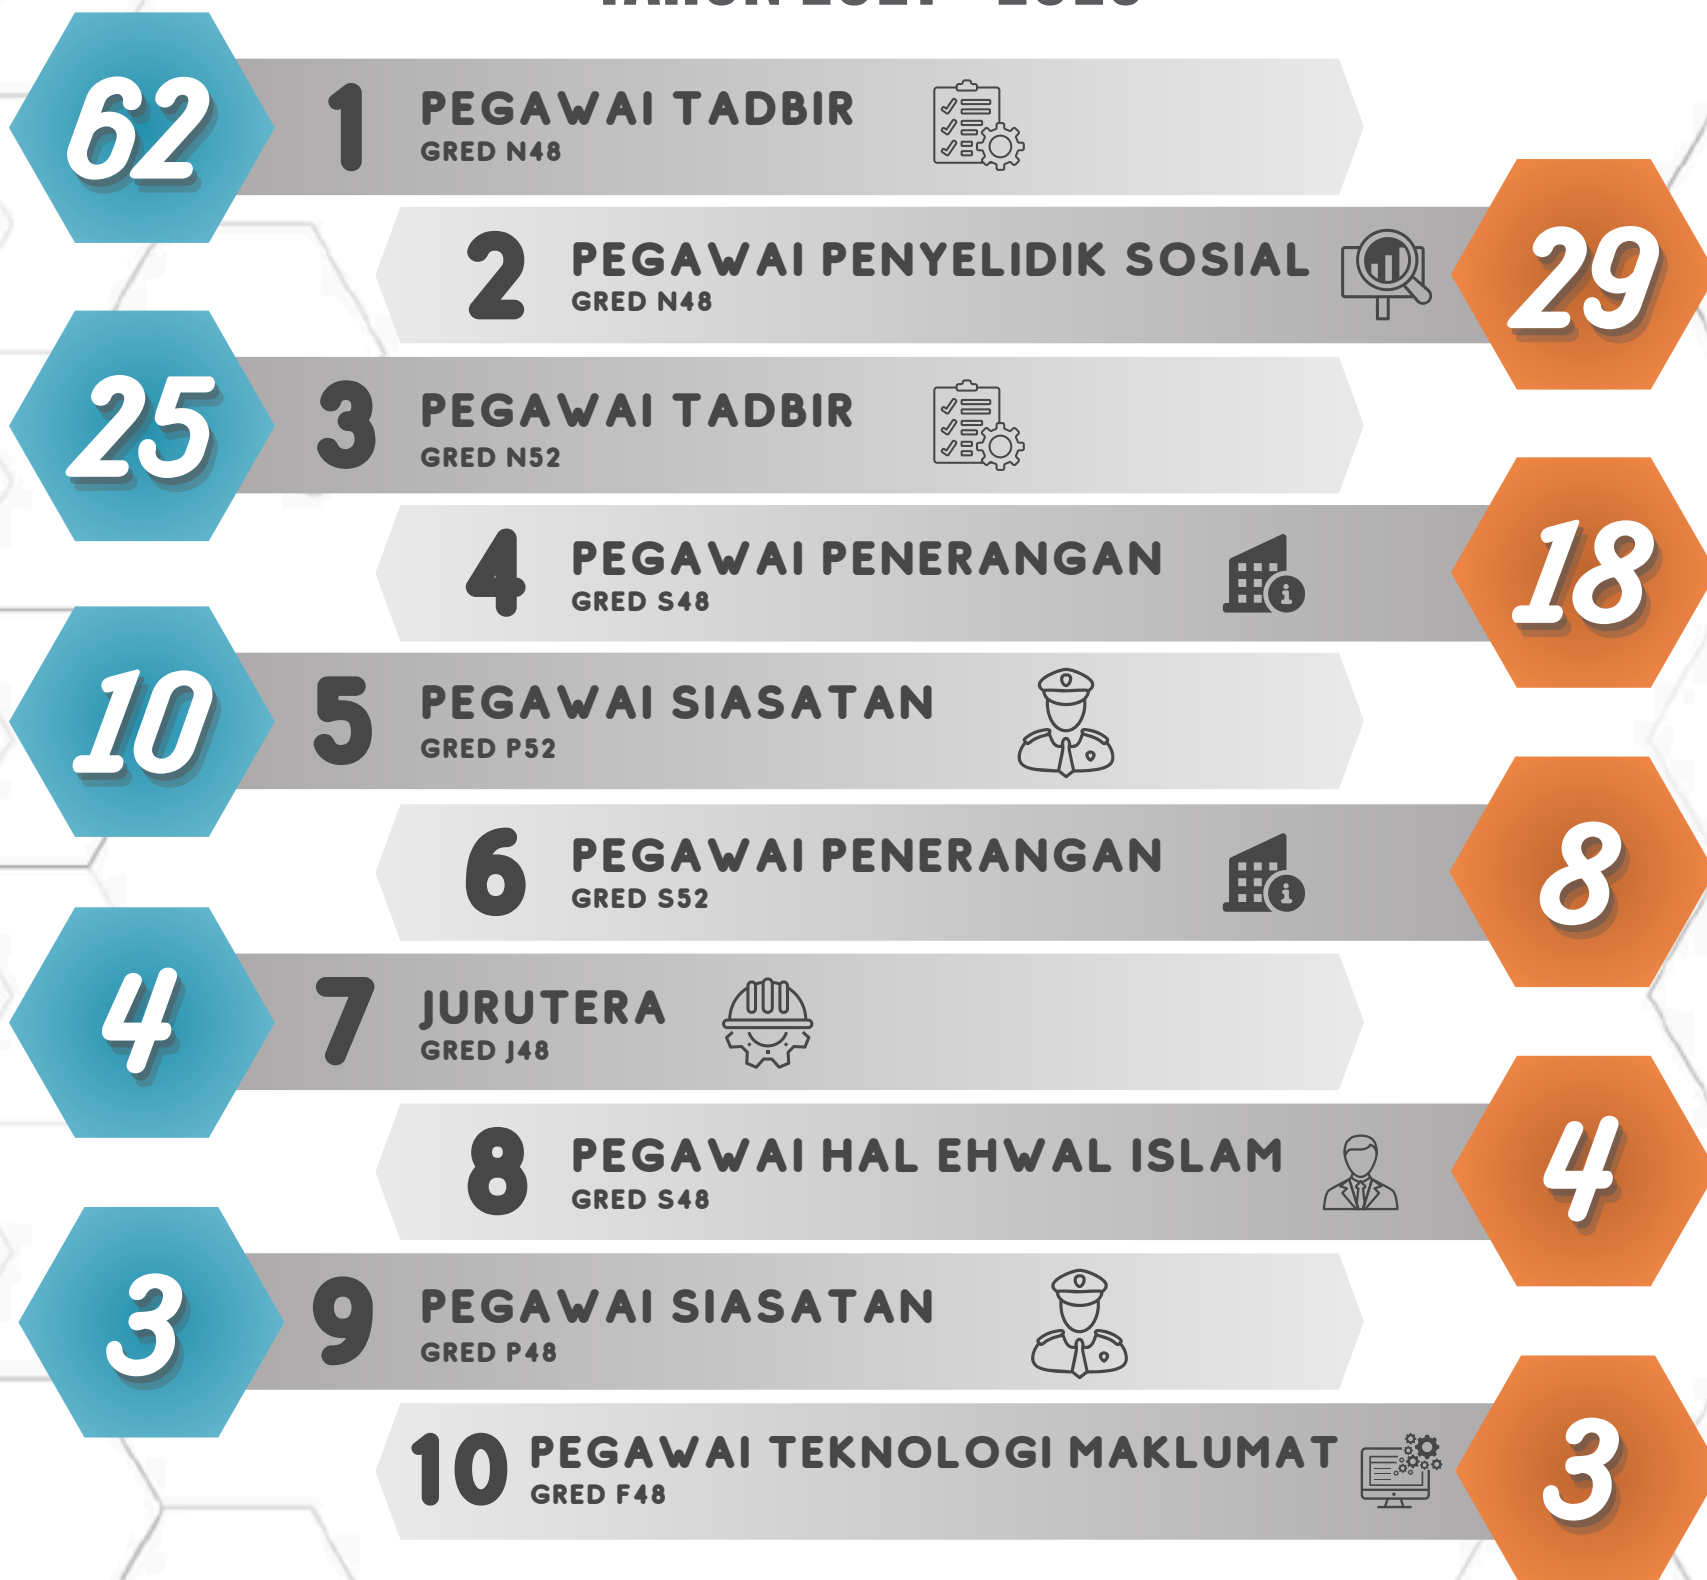 62
1
PEGAWAI TADBIR
GRED N48
2
PEGAWAI PENYELIDIK SOSIAL
GRED N48
29
25
3
PEGAWAI TADBIR
GRED N52
4
PEGAWAI PENERANGAN
GRED S48
18
10
5
PEGAWAI SIASATAN
GRED P52
6
PEGAWAI PENERANGAN
GRED S52
8
4
7
JURUTERA
GRED J48
8
PEGAWAI HAL EHWAL ISLAM
GRED S48
4
3
9
PEGAWAI SIASATAN
GRED P48
10
PEGAWAI TEKNOLOGI MAKLUMAT
GRED F48
3